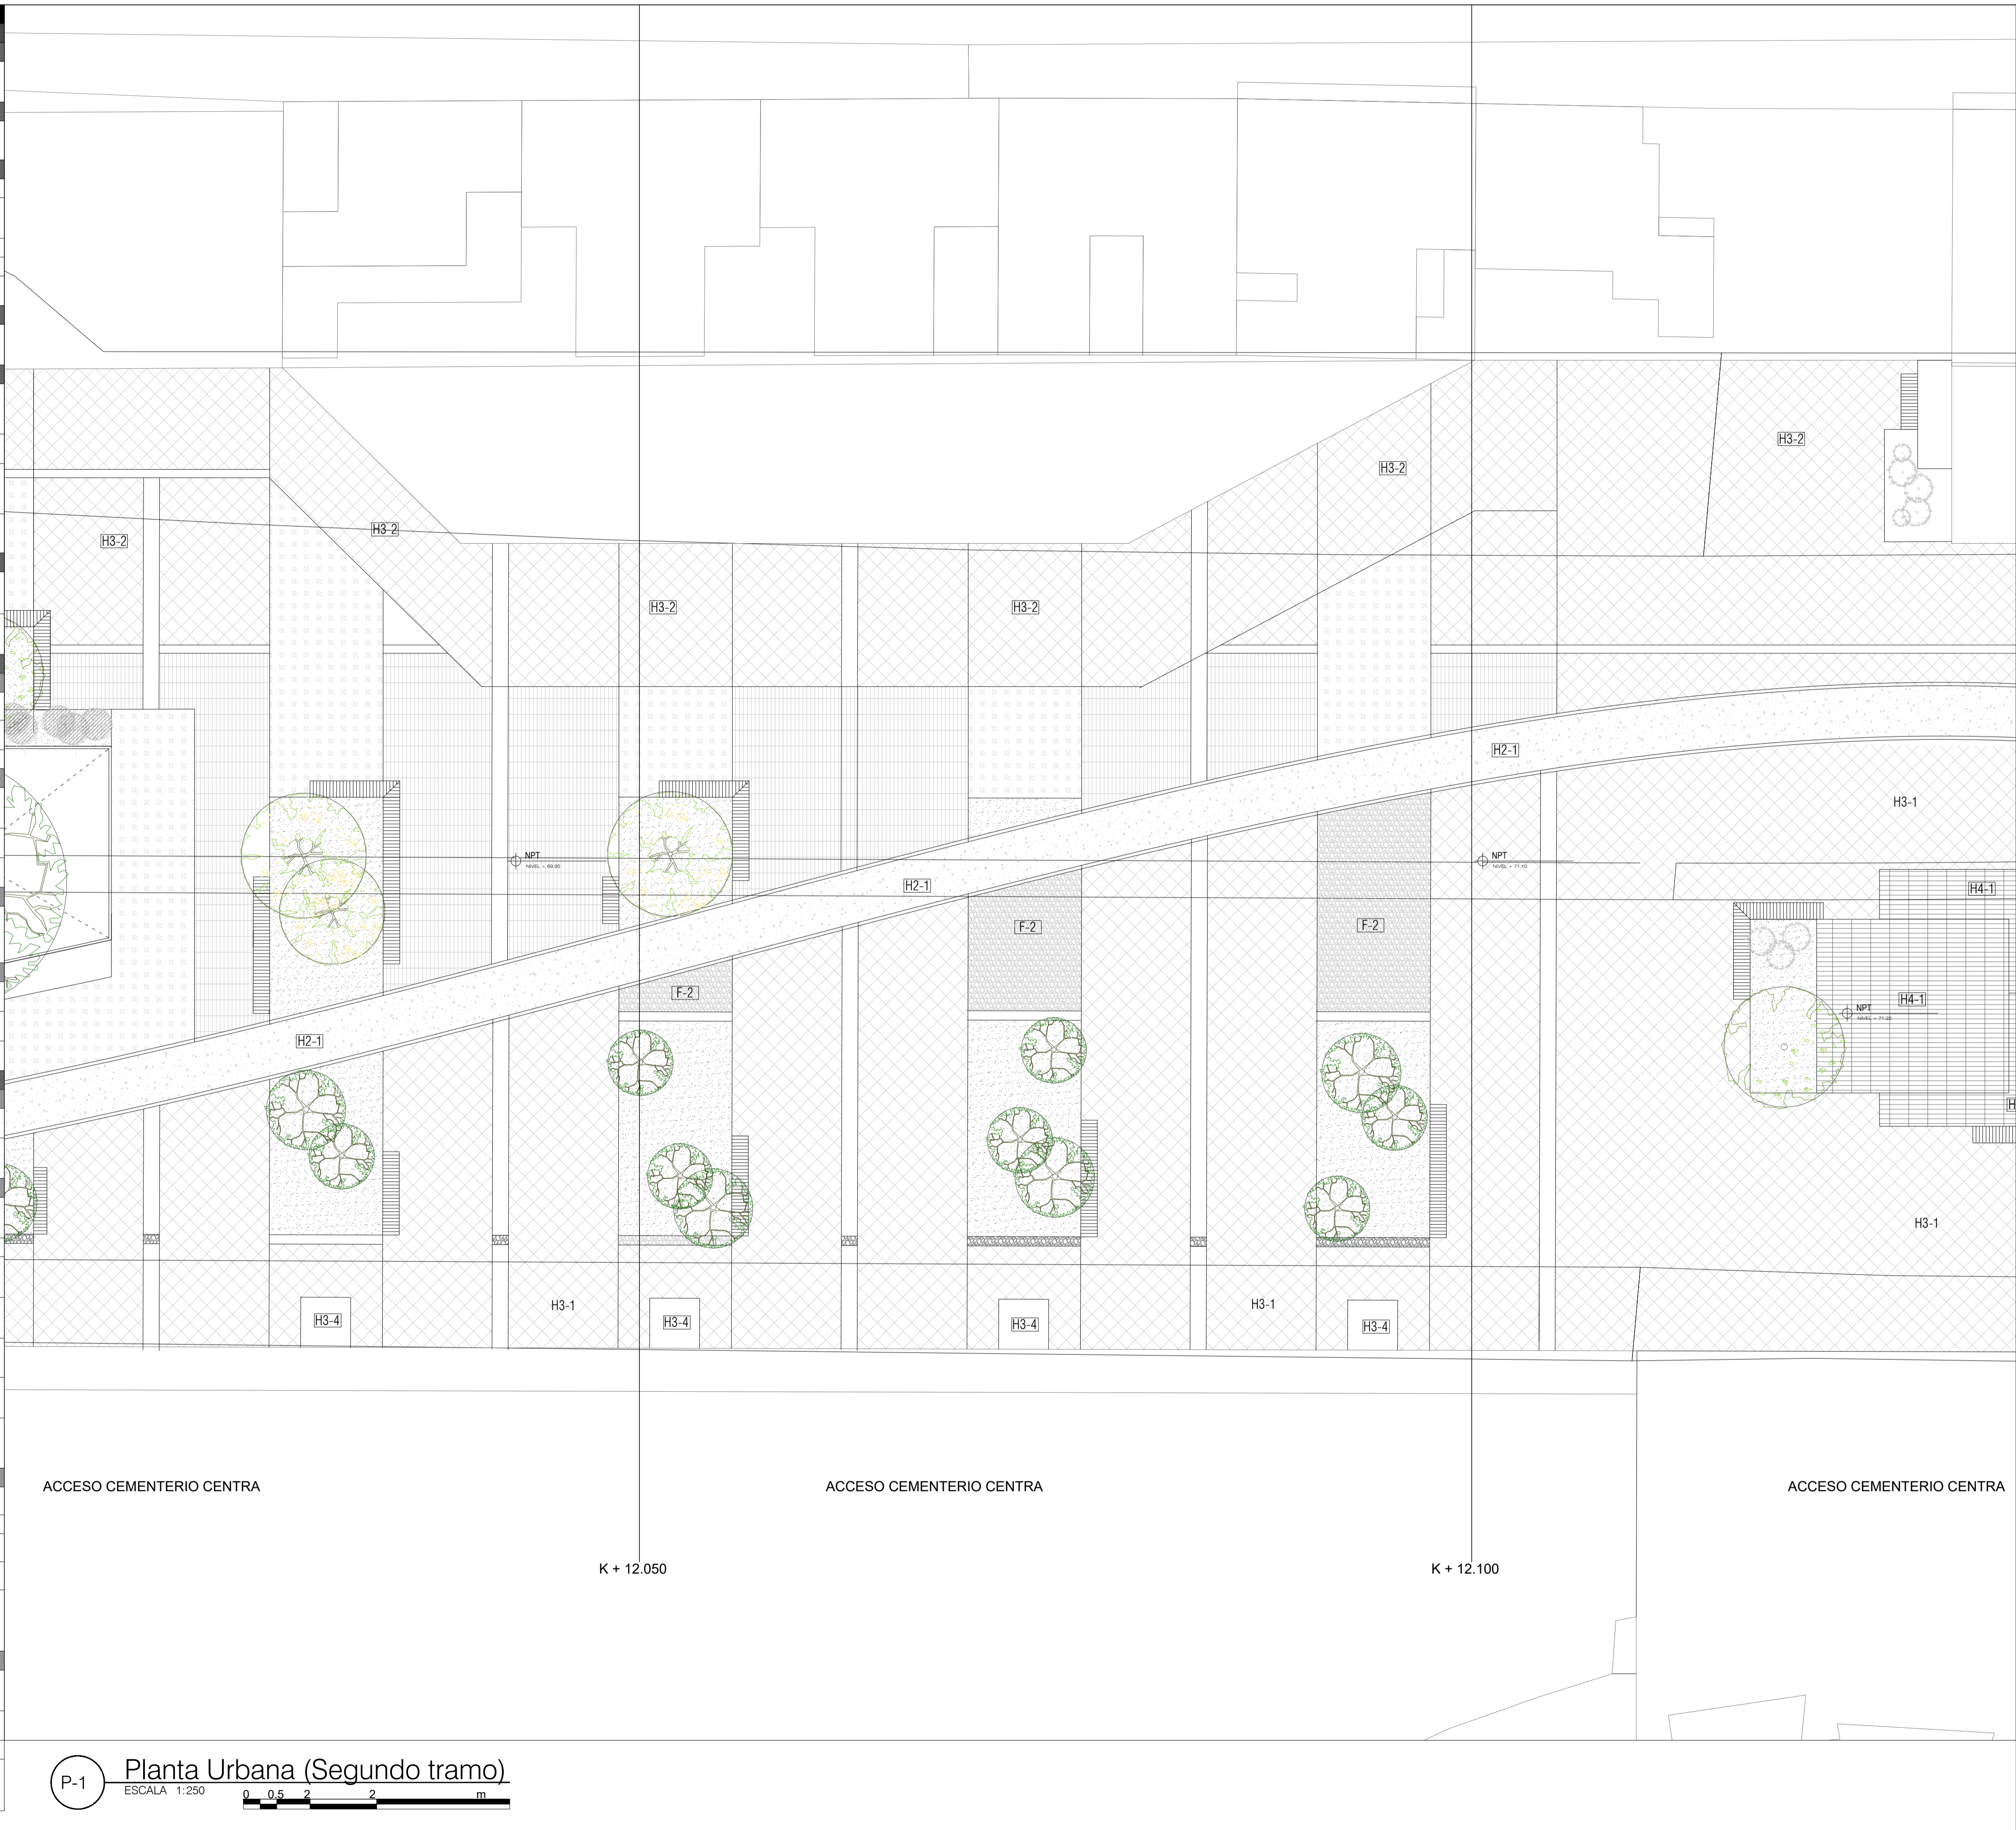 H3-2
H3-2
H3-2
H3-2
H3-2
H3-2
H2-1
H3-1
NPT
NIVEL + 69.95
NPT
H2-1
H4-1
F-2
F-2
F-2
H4-1
NPT
H2-1
H3-1
H3-1
H3-1
H3-4
H3-4
H3-4
H3-4
ACCESO CEMENTERIO CENTRA
ACCESO CEMENTERIO CENTRA
ACCESO CEMENTERIO CENTRA
K + 12.050
K + 12.100
P-1
Planta Urbana (Segundo tramo)
ESCALA 1:250
0 0.5 2 2 m